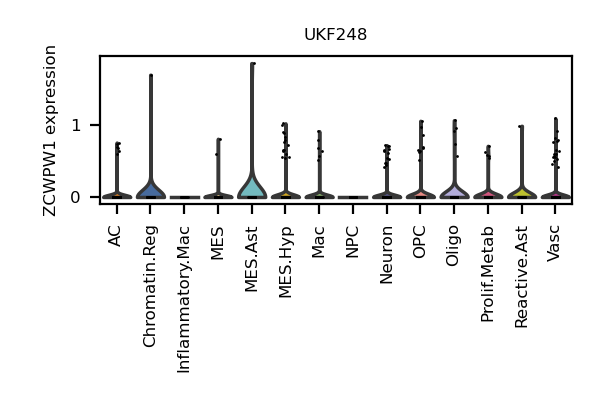 UKF248
ZCWPW1 expression
1
0
AC
Chromatin.Reg
Inflammatory.Mac
MES
MES.Ast
MES.Hyp
Mac
NPC
Neuron
OPC
Oligo
Prolif.Metab
Reactive.Ast
Vasc